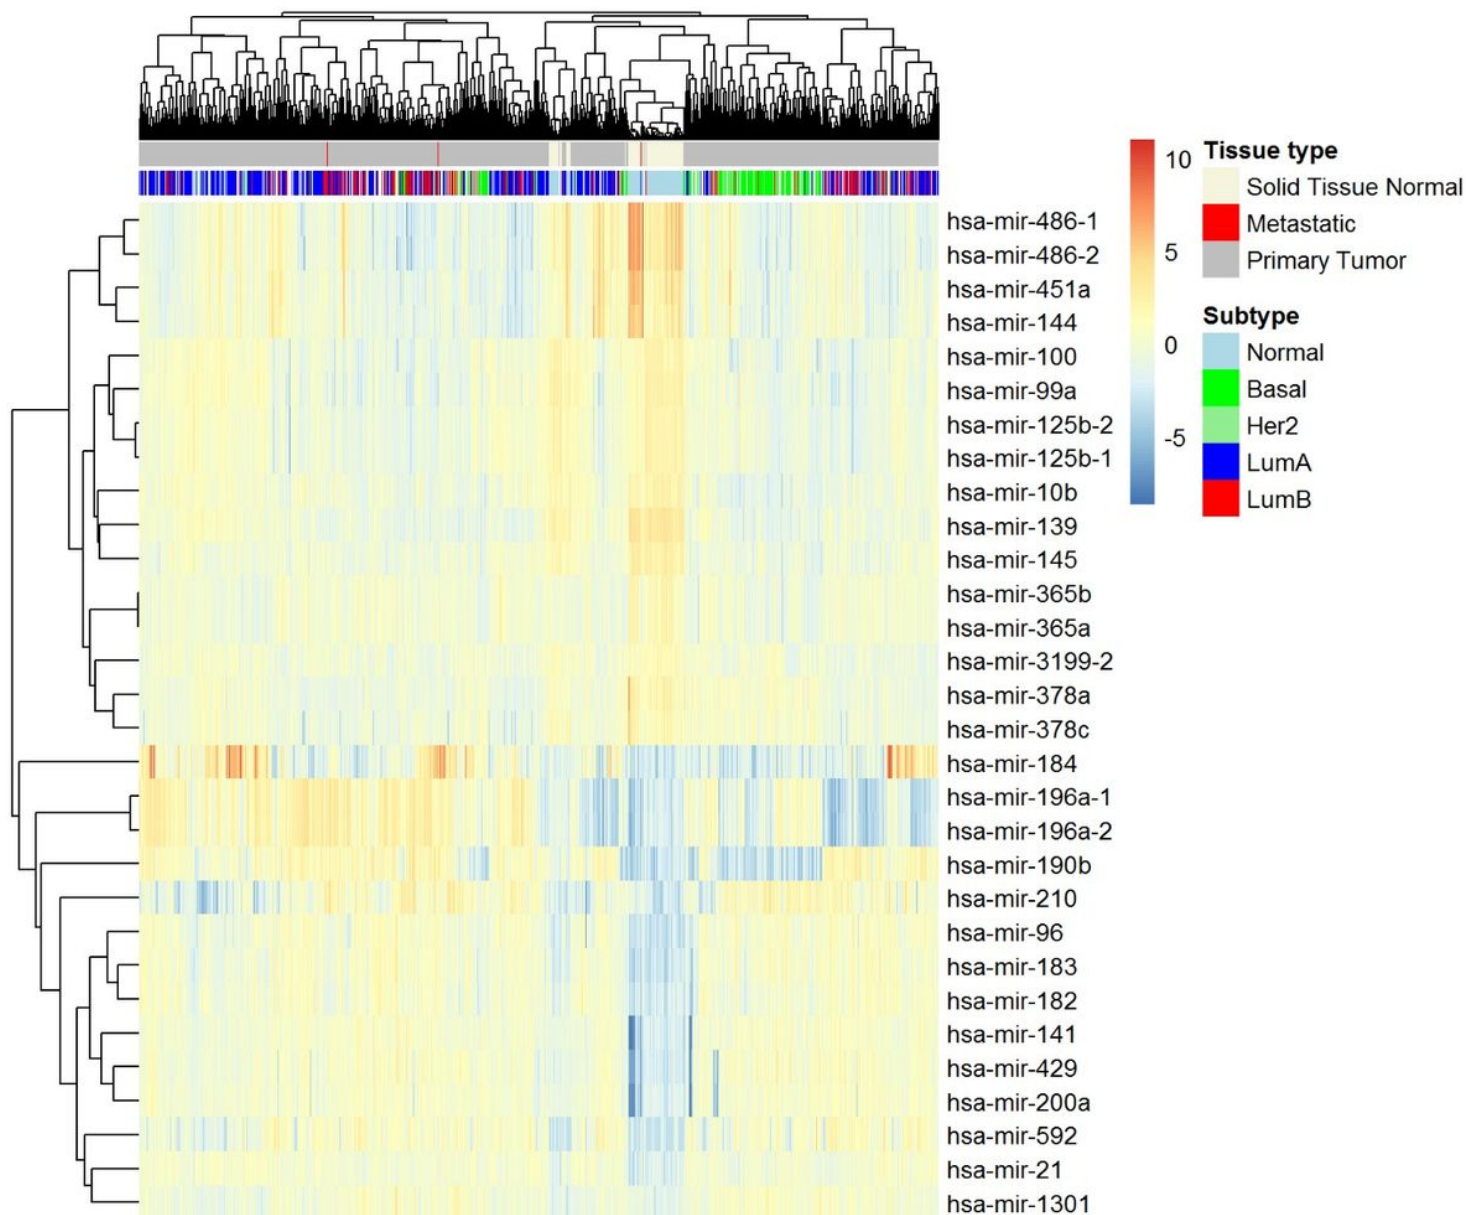 hsa-mir-486-1
hsa-mir-486-2
hsa-mir-451a
hsa-mir-144
hsa-mir-100
hsa-mir-99a
hsa-mir-125b-2
hsa-mir-125b-1
hsa-mir-10b
hsa-mir-139
hsa-mir-145
hsa-mir-365b
hsa-mir-365a
hsa-mir-3199-2
hsa-mir-378a
hsa-mir-378c
hsa-mir-184
hsa-mir-196a-1
hsa-mir-196a-2
hsa-mir-190b
hsa-mir-210
hsa-mir-96
hsa-mir-183
hsa-mir-182
hsa-mir-141
hsa-mir-429
hsa-mir-200a
hsa-mir-592
hsa-mir-21
hsa-mir-1301
10
5
0
-5
Tissue type
Solid Tissue Normal
Metastatic
Primary Tumor
Subtype
Normal
Basal
Her2
LumA
LumB